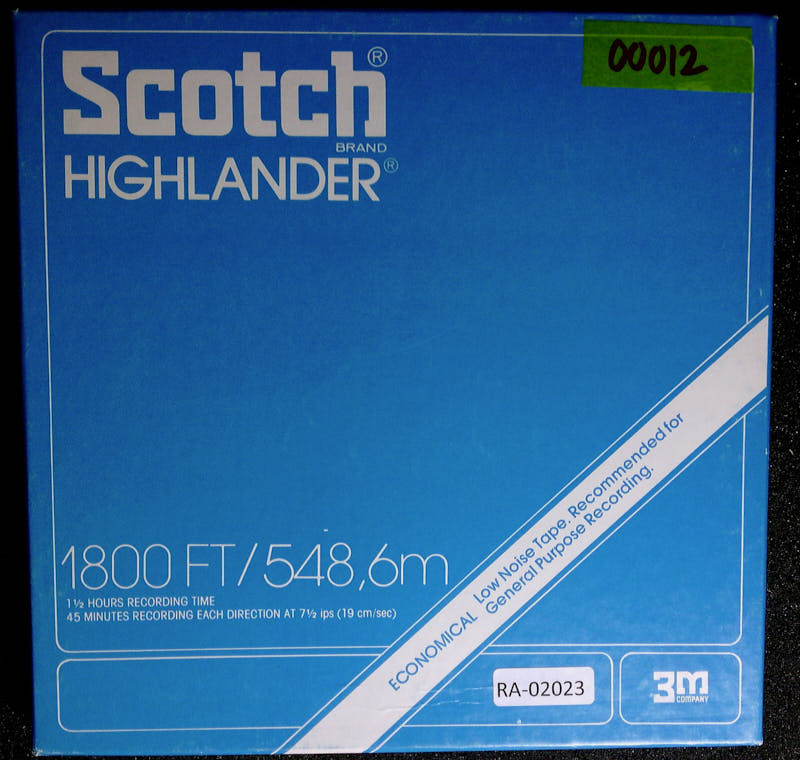 00012
Scotch®
BRAND
HIGHLANDER®
1800 FT/548,6m
1½ HOURS RECORDING TIME
45 MINUTES RECORDING EACH DIRECTION AT 7½ ips (19 cm/sec)
ECONOMICAL Low Noise Tape. Recommended for
General Purpose Recording.
RA-02023
3M
COMPANY